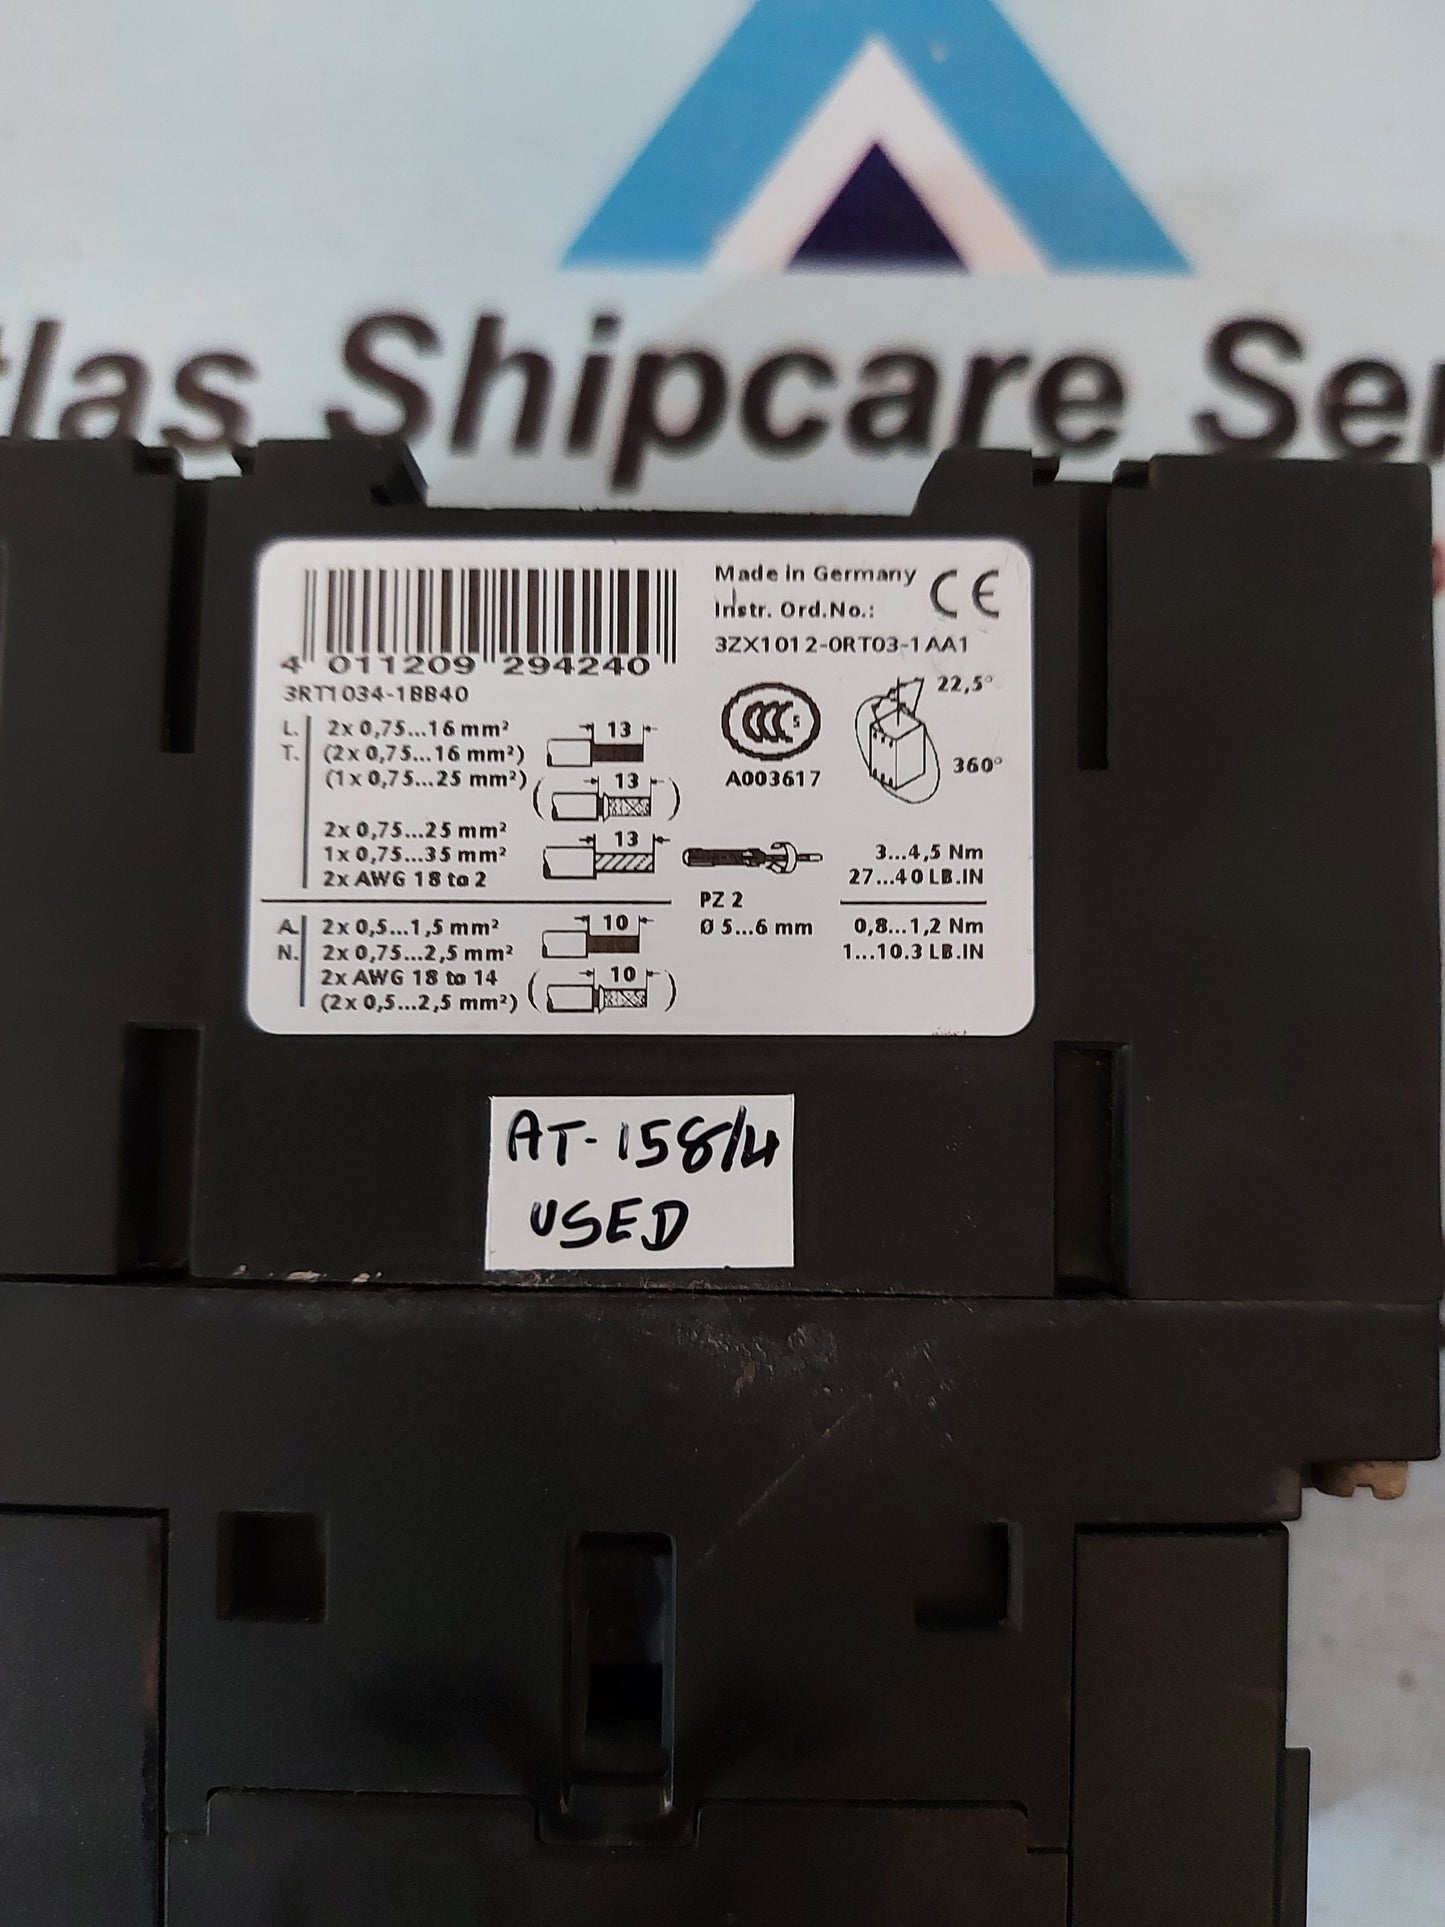 tlas Shipcare Ser
Made in Germany
Instr. Ord.No.:
3ZX1012-0RT03-1AA1
CE
4 011209 294240
3RT1034-1BB40
22,5°
360°
CCC S
A003617
L. 2x 0,75...16 mm²
T. (2x 0,75...16 mm²)
(1x 0,75...25 mm²)
2x 0,75...25 mm²
1x 0,75...35 mm²
2x AWG 18 to 2
13
13
13
3...4,5 Nm
27...40 LB.IN
PZ 2
Ø 5...6 mm
A. 2x 0,5...1,5 mm²
N. 2x 0,75...2,5 mm²
2x AWG 18 to 14
(2x 0,5...2,5 mm²)
10
10
0,8...1,2 Nm
1...10.3 LB.IN
AT-158/4
USED